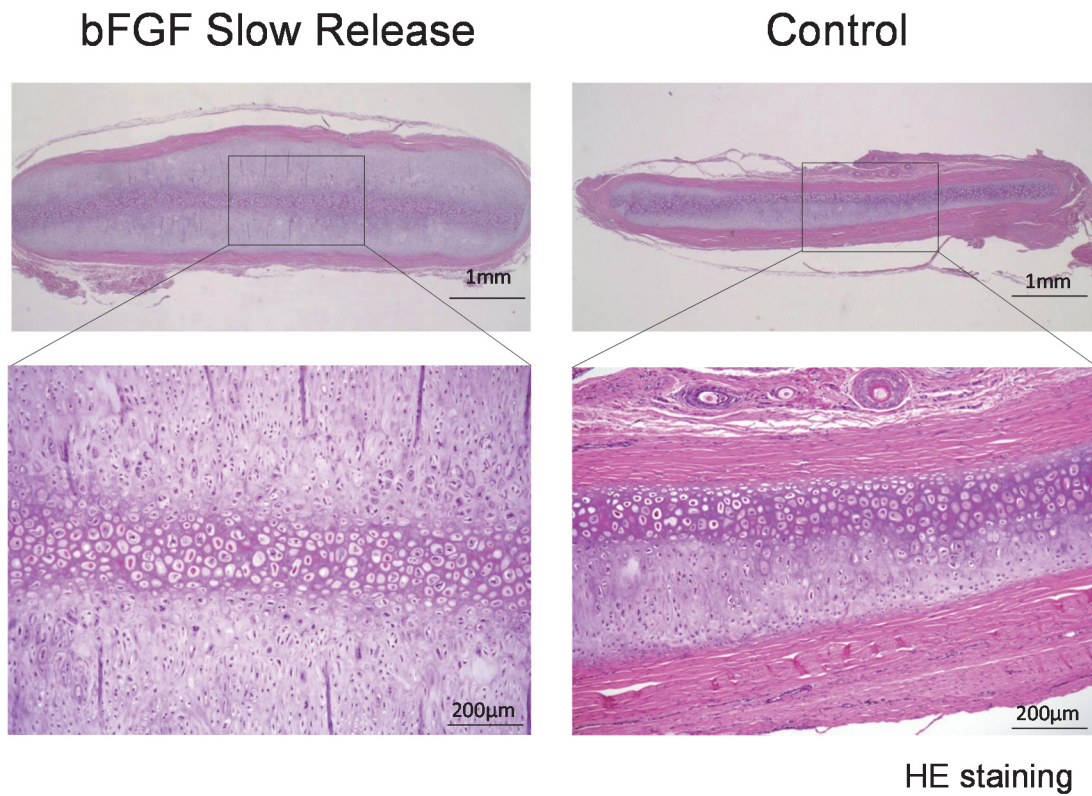 bFGF Slow Release
Control
1mm
1mm
200μm
200μm
HE staining